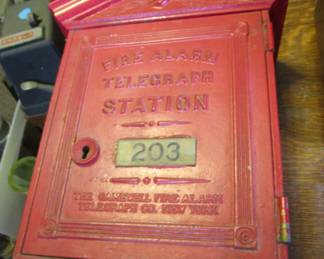 FIRE ALARM
TELEGRAPH
STATION
203
THE GAMEWELL FIRE ALARM
TELEGRAPH CO. NEW YORK